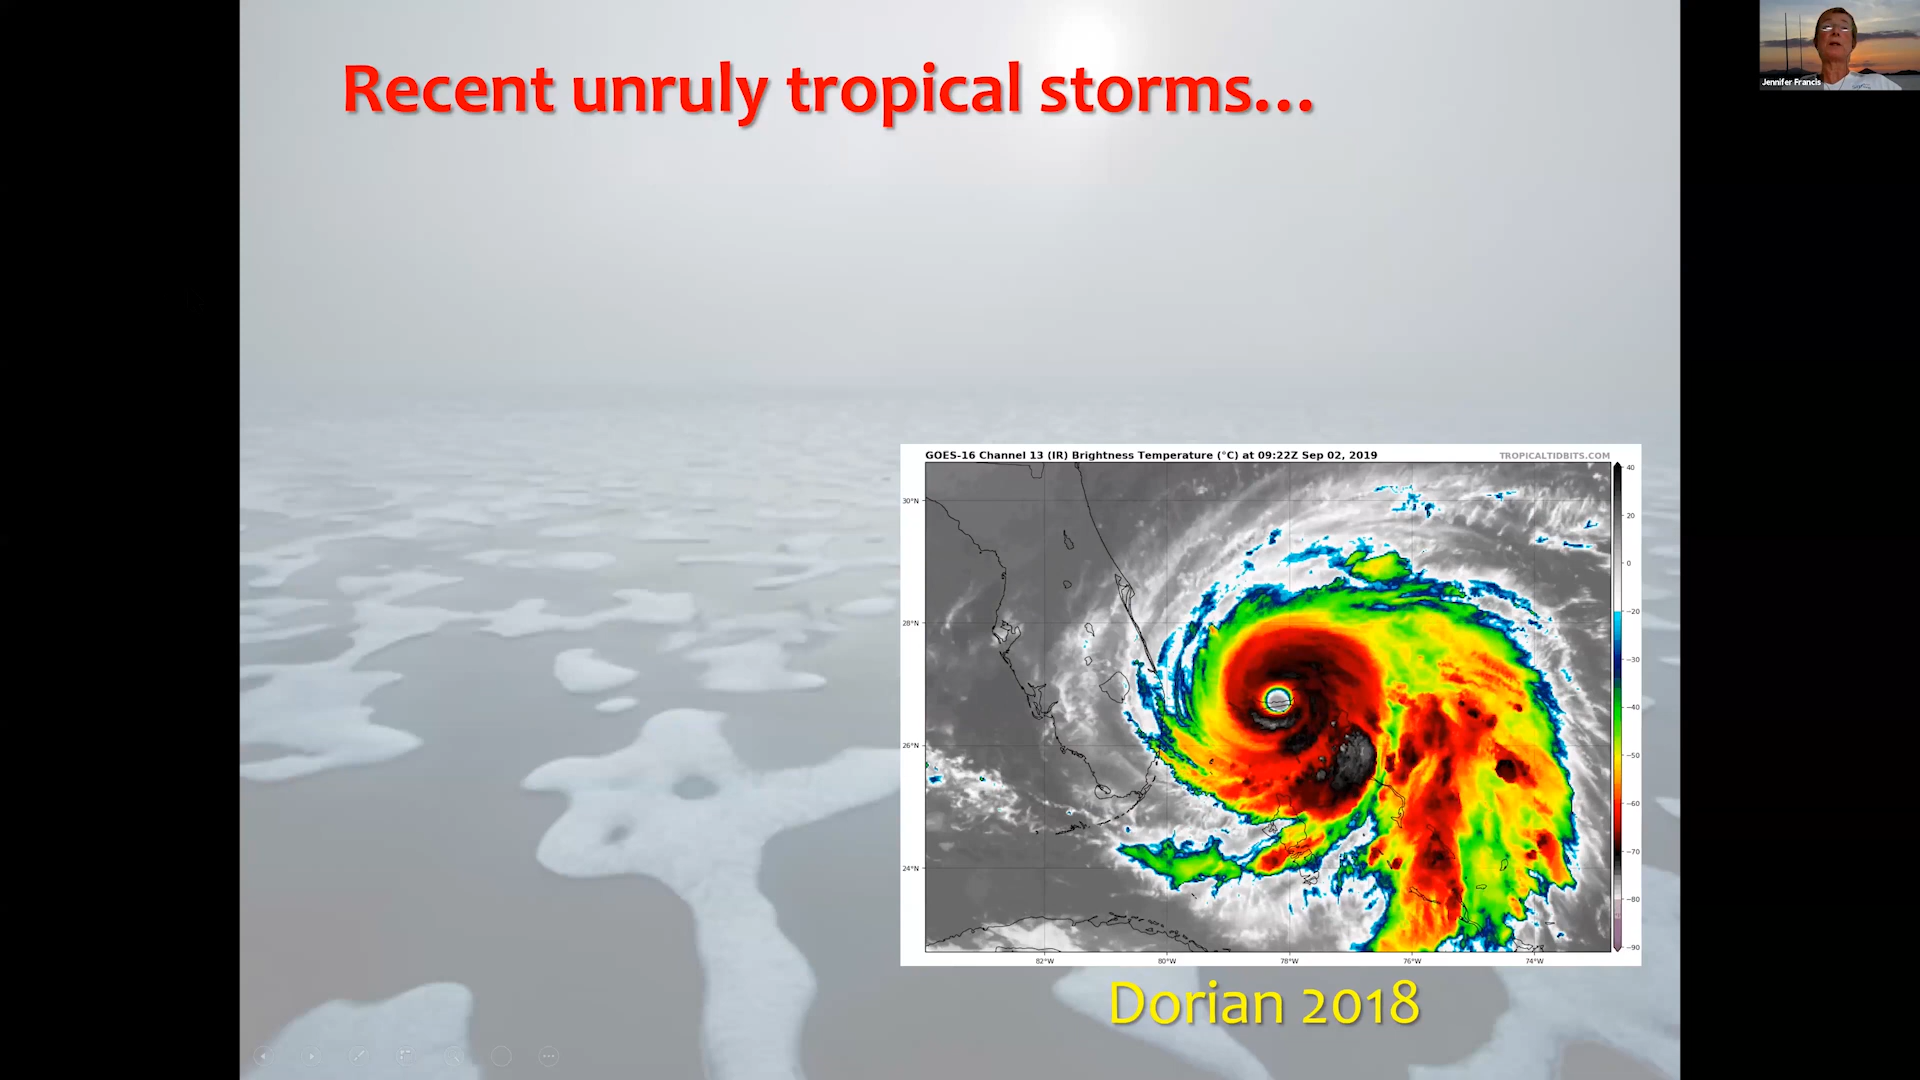 Recent unruly tropical storms...
Jennifer Francis
GOES-16 Channel 13 (IR) Brightness Temperature (°C) at 09:22Z Sep 02, 2019
TROPICALTIDBITS.COM
40
20
0
−20
−30
−40
−50
−60
−70
−80
−90
30°N
28°N
26°N
24°N
82°W
80°W
78°W
76°W
74°W
Dorian 2018